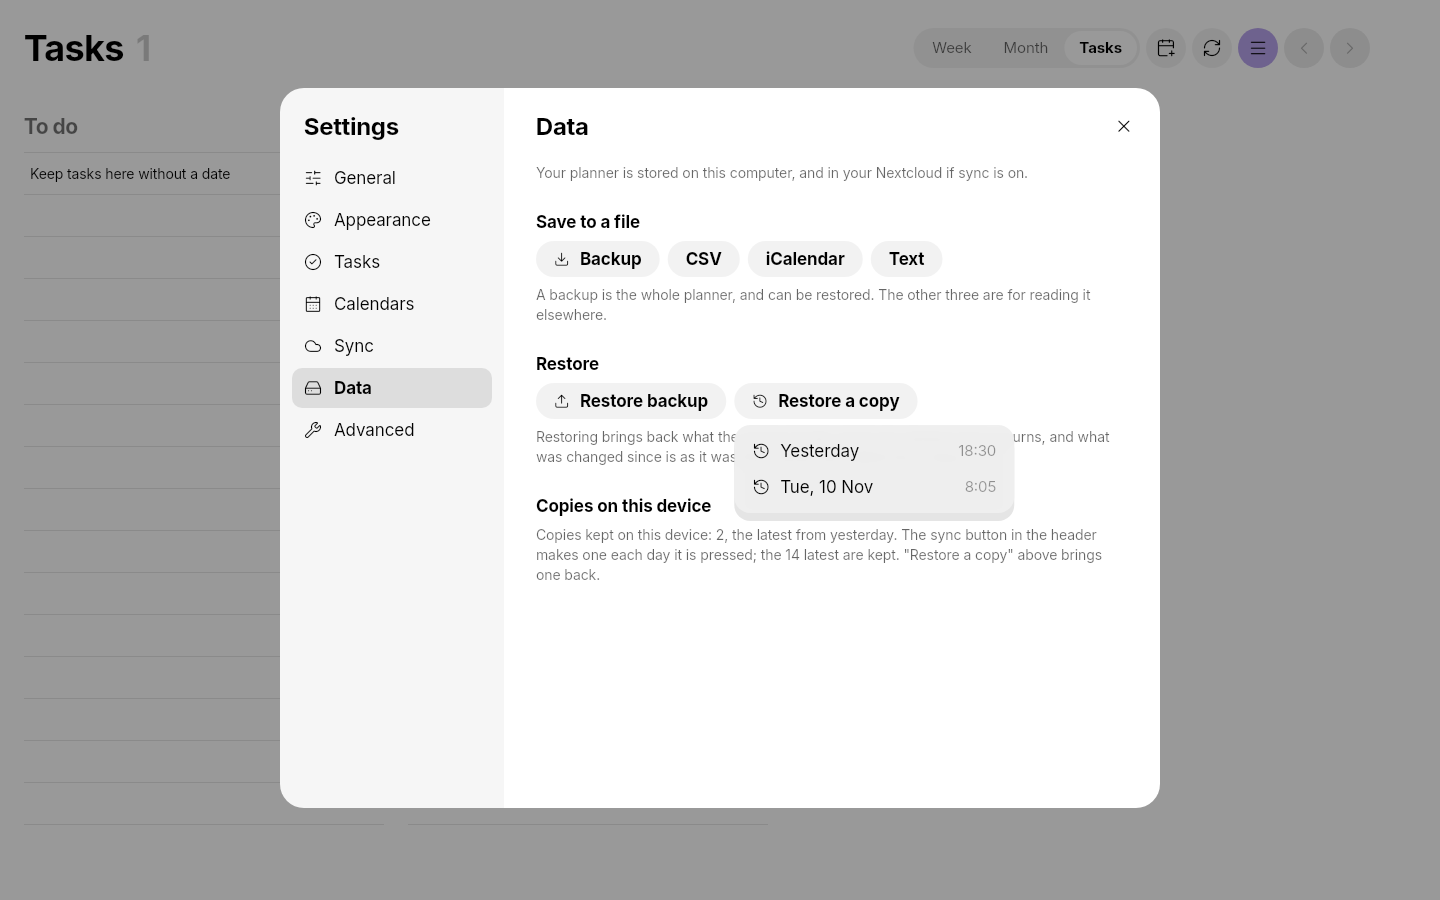 Tasks 1
Week Month Tasks
To do
Keep tasks here without a date
Settings
General
Appearance
Tasks
Calendars
Sync
Data
Advanced
Data
Your planner is stored on this computer, and in your Nextcloud if sync is on.
Save to a file
Backup CSV iCalendar Text
A backup is the whole planner, and can be restored. The other three are for reading it
elsewhere.
Restore
Restore backup Restore a copy
Restoring brings back what and what
was changed since is as it was
Yesterday 18:30
Tue, 10 Nov 8:05
Copies on this device
Copies kept on this device: 2, the latest from yesterday. The sync button in the header
makes one each day it is pressed; the 14 latest are kept. "Restore a copy" above brings
one back.